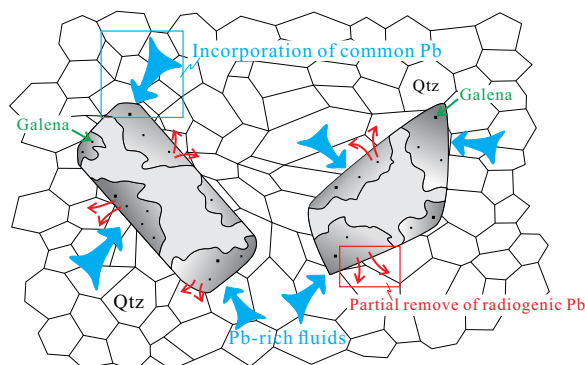 Incorporation of common Pb
Qtz
Galena
Galena
Qtz
Partial remove of radiogenic Pb
Pb-rich fluids